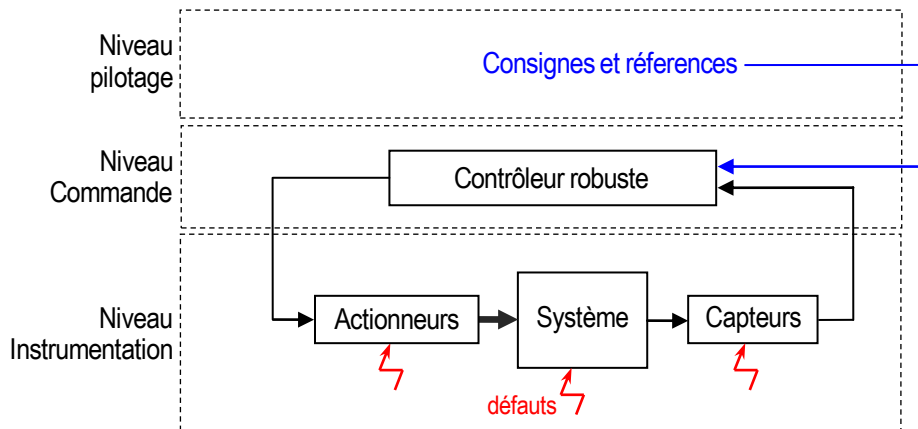 Niveau
pilotage
Consignes et réferences
Niveau
Commande
Contrôleur robuste
Niveau
Instrumentation
Actionneurs
Système
Capteurs
défauts